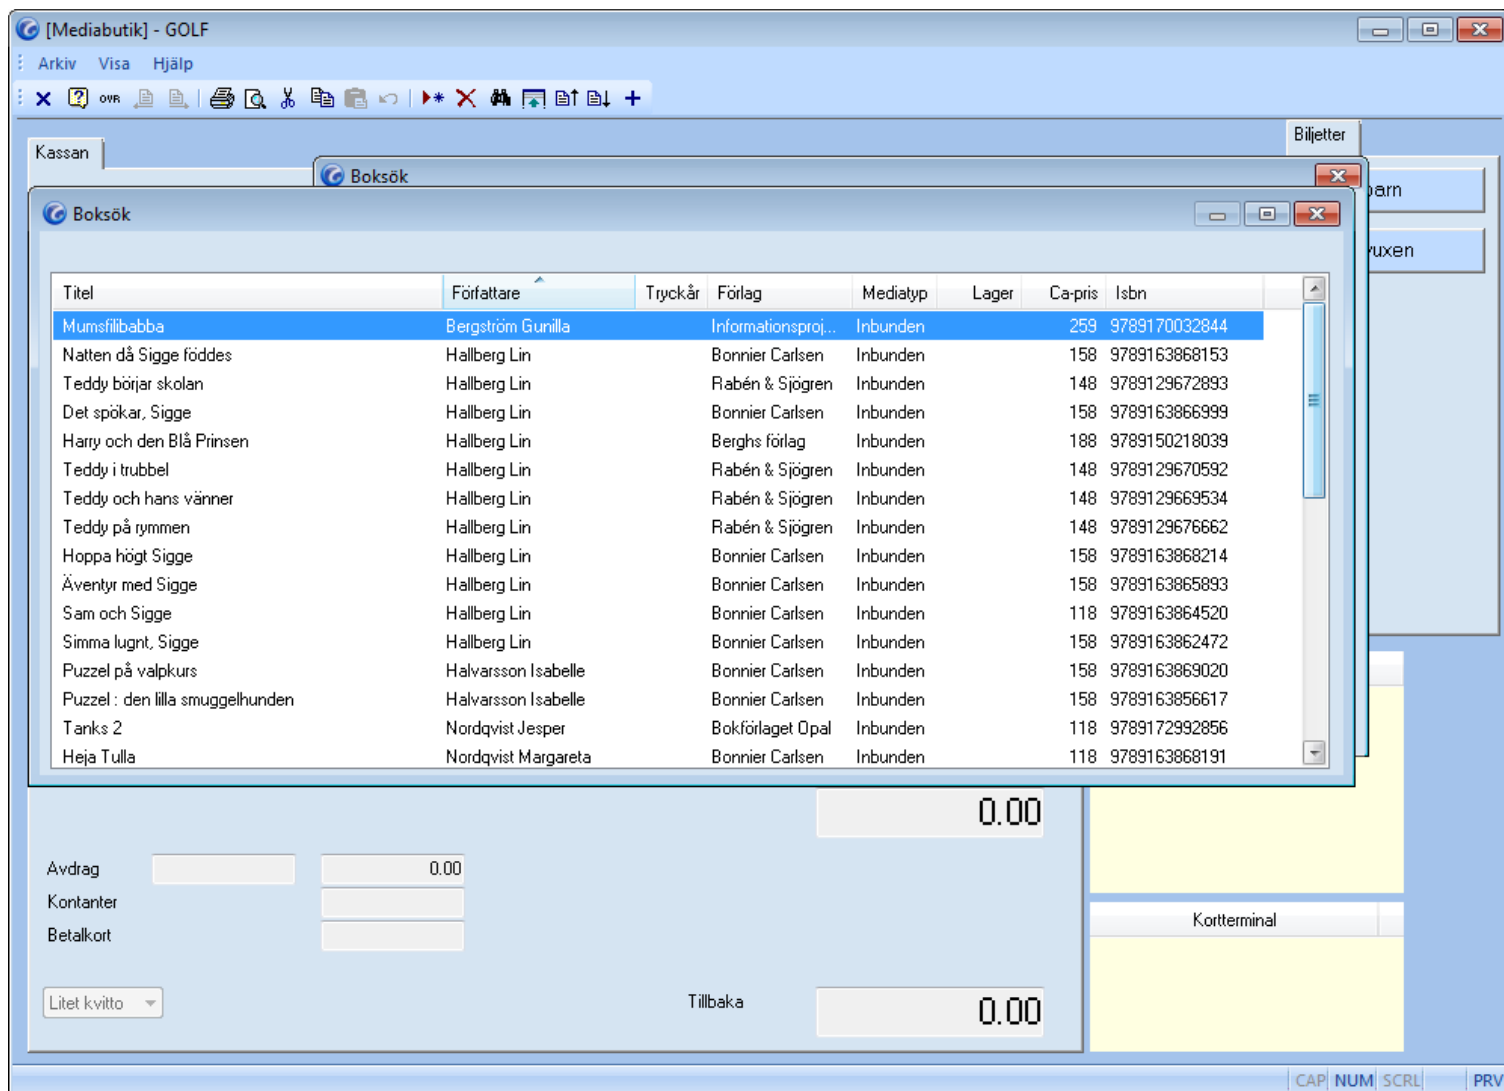 [Mediabutik] - GOLF
Arkiv Visa Hjälp
OVR
Kassan
Biljetter
Boksök
Boksök
Titel Författare Tryckår Förlag Mediatyp Lager Ca-pris Isbn
Mumsfilibabba Bergström Gunilla Informationsproj... Inbunden 259 9789170032844
Natten då Sigge föddes Hallberg Lin Bonnier Carlsen Inbunden 158 9789163868153
Teddy börjar skolan Hallberg Lin Rabén & Sjögren Inbunden 148 9789129672893
Det spökar, Sigge Hallberg Lin Bonnier Carlsen Inbunden 158 9789163866999
Harry och den Blå Prinsen Hallberg Lin Berghs förlag Inbunden 188 9789150218039
Teddy i trubbel Hallberg Lin Rabén & Sjögren Inbunden 148 9789129670592
Teddy och hans vänner Hallberg Lin Rabén & Sjögren Inbunden 148 9789129669534
Teddy på rymmen Hallberg Lin Rabén & Sjögren Inbunden 148 9789129676662
Hoppa högt Sigge Hallberg Lin Bonnier Carlsen Inbunden 158 9789163868214
Äventyr med Sigge Hallberg Lin Bonnier Carlsen Inbunden 158 9789163865893
Sam och Sigge Hallberg Lin Bonnier Carlsen Inbunden 118 9789163864520
Simma lugnt, Sigge Hallberg Lin Bonnier Carlsen Inbunden 158 9789163862472
Puzzel på valpkurs Halvarsson Isabelle Bonnier Carlsen Inbunden 158 9789163869020
Puzzel : den lilla smuggelhunden Halvarsson Isabelle Bonnier Carlsen Inbunden 158 9789163856617
Tanks 2 Nordqvist Jesper Bokförlaget Opal Inbunden 118 9789172992856
Heja Tulla Nordqvist Margareta Bonnier Carlsen Inbunden 118 9789163868191
0.00
Avdrag 0.00
Kontanter
Betalkort
Kortterminal
Litet kvitto Tillbaka 0.00
CAP NUM SCRL PRV